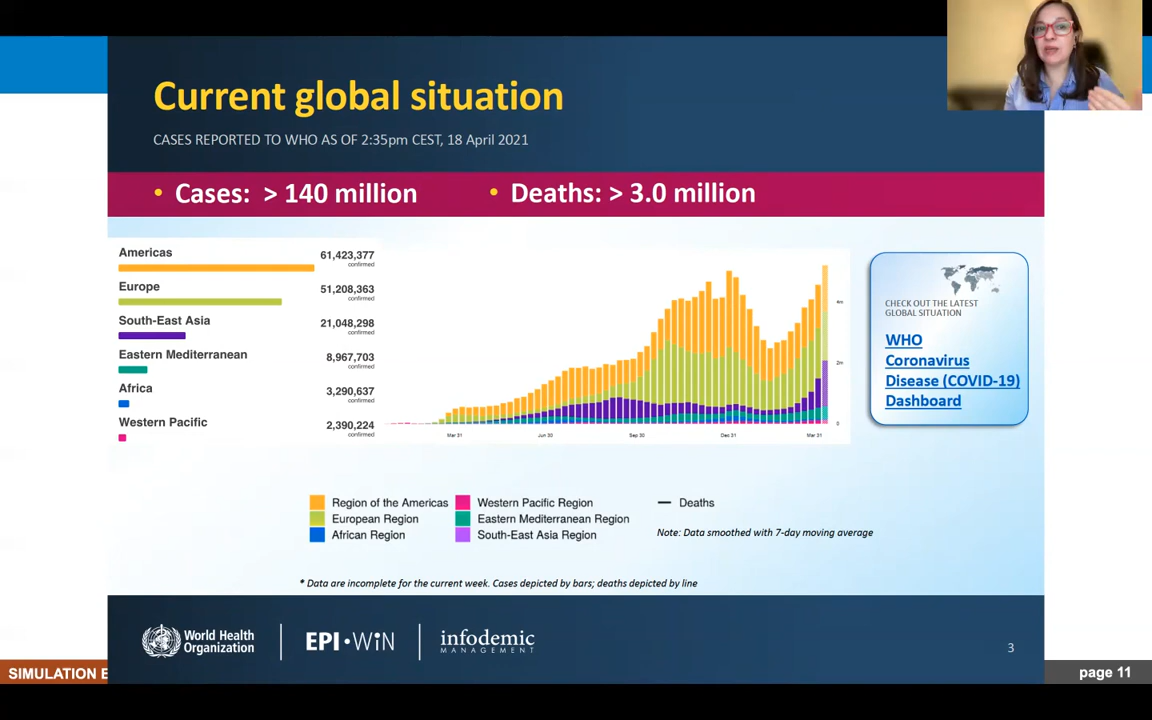 Current global situation
CASES REPORTED TO WHO AS OF 2:35pm CEST, 18 April 2021
• Cases: > 140 million
• Deaths: > 3.0 million
Americas
61,423,377
confirmed
Europe
51,208,363
confirmed
South-East Asia
21,048,298
confirmed
Eastern Mediterranean
8,967,703
confirmed
Africa
3,290,637
confirmed
Western Pacific
2,390,224
confirmed
4m
2m
0
Mar 31
Jun 30
Sep 30
Dec 31
Mar 31
CHECK OUT THE LATEST
GLOBAL SITUATION
WHO
Coronavirus
Disease (COVID-19)
Dashboard
Region of the Americas
European Region
African Region
Western Pacific Region
Eastern Mediterranean Region
South-East Asia Region
Deaths
Note: Data smoothed with 7-day moving average
* Data are incomplete for the current week. Cases depicted by bars; deaths depicted by line
World Health
Organization
EPI•WiN
infodemic
MANAGEMENT
3
SIMULATION E
page 11